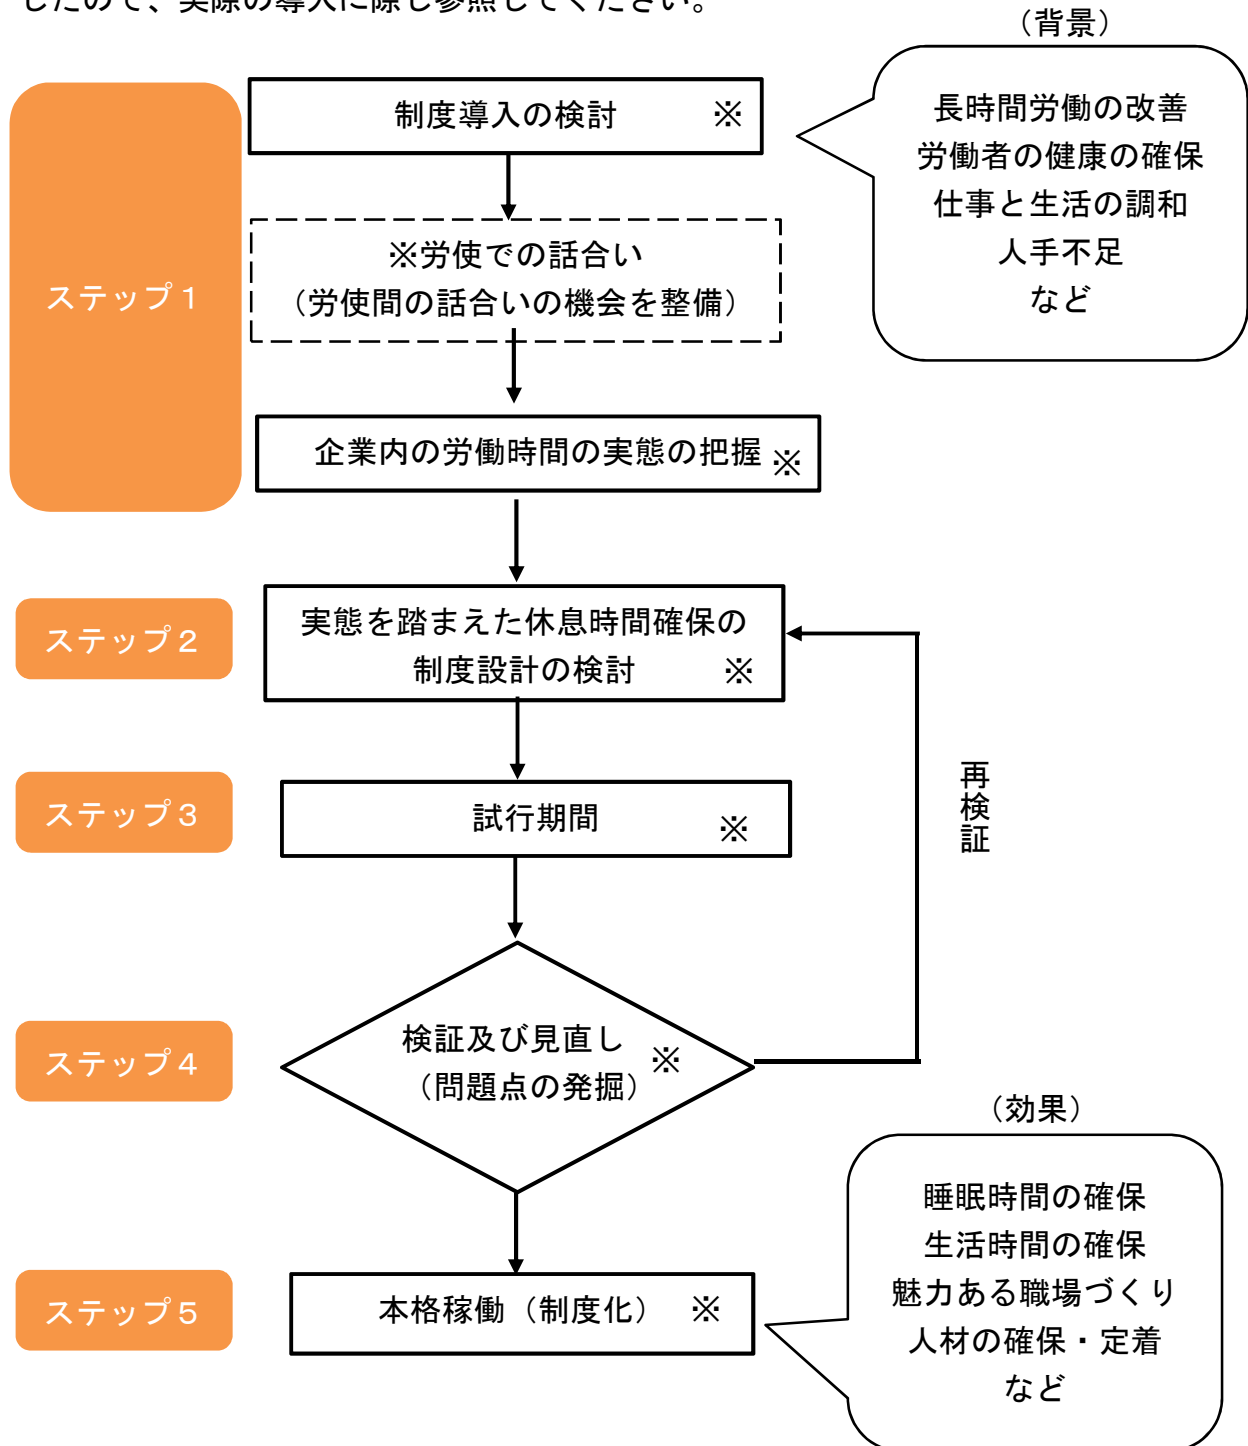 したので、実際の導入に際し参照してください。
（背景）
制度導入の検討 ※
長時間労働の改善
労働者の健康の確保
仕事と生活の調和
人手不足
など
ステップ１
※労使での話合い
（労使間の話合いの機会を整備）
企業内の労働時間の実態の把握 ※
ステップ２
実態を踏まえた休息時間確保の
制度設計の検討 ※
ステップ３
試行期間 ※
再検証
ステップ４
検証及び見直し ※
（問題点の発掘）
（効果）
睡眠時間の確保
生活時間の確保
魅力ある職場づくり
人材の確保・定着
など
ステップ５
本格稼働（制度化） ※